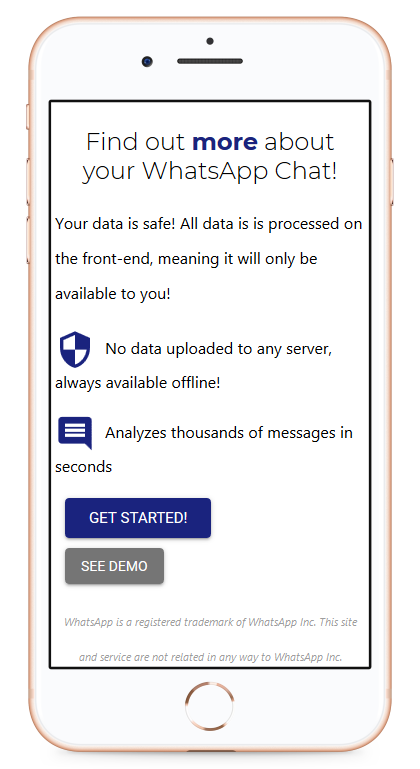 Find out more about
your WhatsApp Chat!
Your data is safe! All data is is processed on
the front-end, meaning it will only be
available to you!
No data uploaded to any server,
always available offline!
Analyzes thousands of messages in
seconds
GET STARTED!
SEE DEMO
WhatsApp is a registered trademark of WhatsApp Inc. This site
and service are not related in any way to WhatsApp Inc.